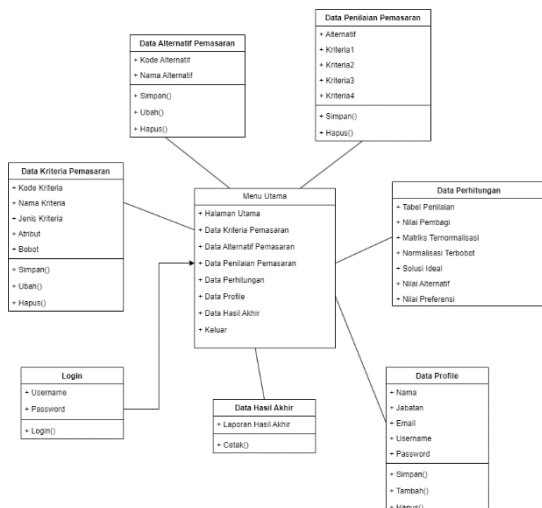 Data Alternatif Pemasaran
+ Kode Alternatif
+ Nama Alternatif
+ Simpan()
+ Ubah()
+ Hapus()
Data Penilaian Pemasaran
+ Alternatif
+ Kriteria1
+ Kriteria2
+ Kriteria3
+ Kriteria4
+ Simpan()
+ Hapus()
Data Kriteria Pemasaran
+ Kode Kriteria
+ Nama Kriteria
+ Jenis Kriteria
+ Atribut
+ Bobot
+ Simpan()
+ Ubah()
+ Hapus()
Menu Utama
+ Halaman Utama
+ Data Kriteria Pemasaran
+ Data Alternatif Pemasaran
+ Data Penilaian Pemasaran
+ Data Perhitungan
+ Data Profile
+ Data Hasil Akhir
+ Keluar
Data Perhitungan
+ Tabel Penilaian
+ Nilai Pembagi
+ Matriks Ternormalisasi
+ Normalisasi Terbobot
+ Solusi Ideal
+ Nilai Alternatif
+ Nilai Preferensi
Login
+ Username
+ Password
+ Login()
Data Hasil Akhir
+ Laporan Hasil Akhir
+ Cetak()
Data Profile
+ Nama
+ Jabatan
+ Email
+ Username
+ Password
+ Simpan()
+ Tambah()
+ Hapus()